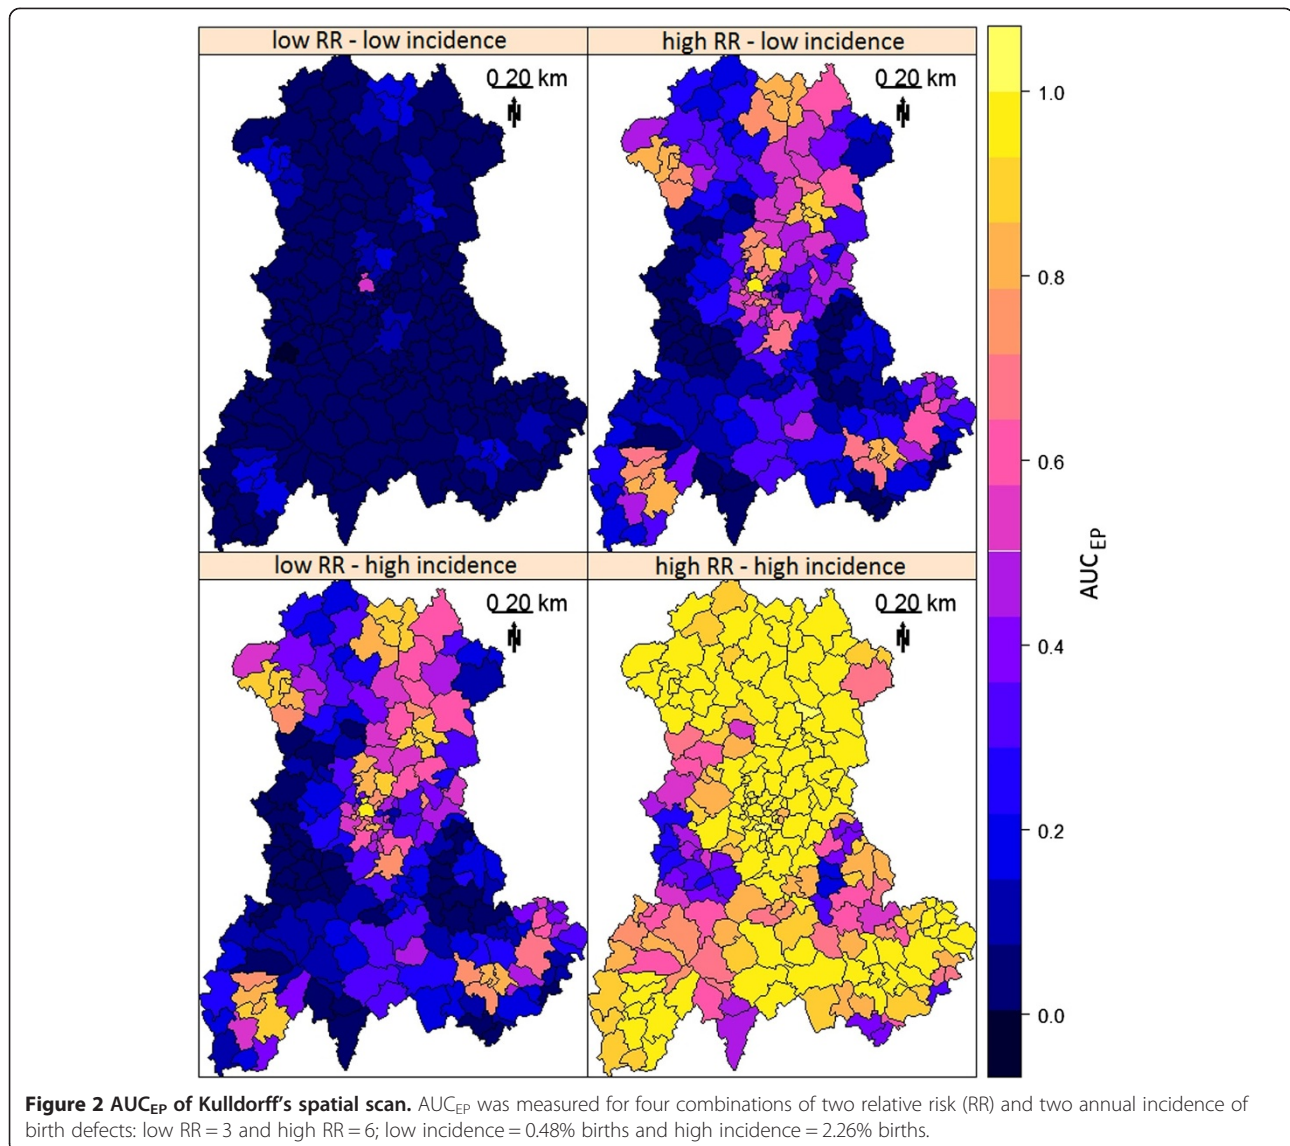 low RR - low incidence
high RR - low incidence
0 20 km
N
0 20 km
N
low RR - high incidence
high RR - high incidence
0 20 km
N
0 20 km
N
1.0
0.8
0.6
0.4
0.2
0.0
AUCEP
Figure 2 AUCEP of Kulldorff's spatial scan. AUCEP was measured for four combinations of two relative risk (RR) and two annual incidence of
birth defects: low RR = 3 and high RR = 6; low incidence = 0.48% births and high incidence = 2.26% births.